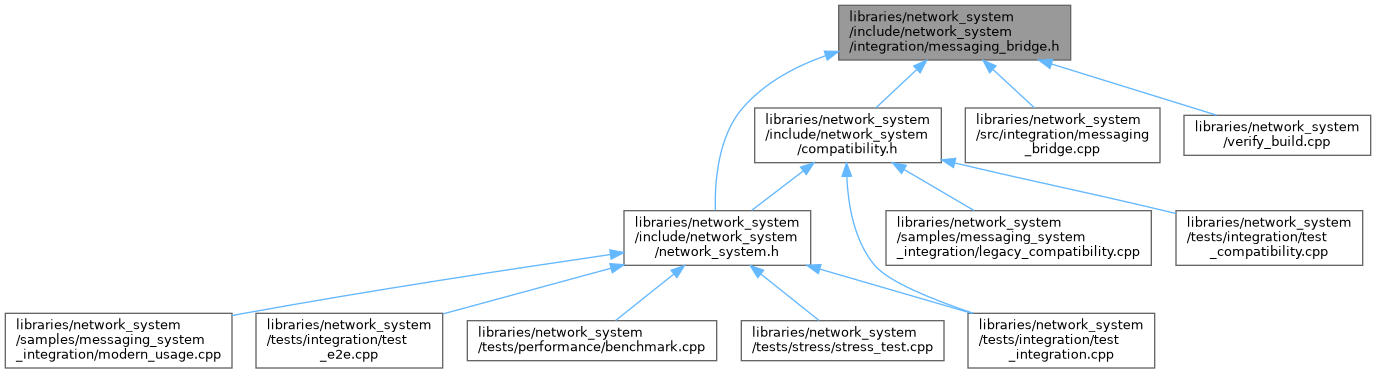 libraries/network_system
/include/network_system
/integration/messaging_bridge.h
libraries/network_system
/include/network_system
/compatibility.h
libraries/network_system
/src/integration/messaging
_bridge.cpp
libraries/network_system
/verify_build.cpp
libraries/network_system
/include/network_system
/network_system.h
libraries/network_system
/samples/messaging_system
_integration/legacy_compatibility.cpp
libraries/network_system
/tests/integration/test
_compatibility.cpp
libraries/network_system
/samples/messaging_system
_integration/modern_usage.cpp
libraries/network_system
/tests/integration/test
_e2e.cpp
libraries/network_system
/tests/performance/benchmark.cpp
libraries/network_system
/tests/stress/stress_test.cpp
libraries/network_system
/tests/integration/test
_integration.cpp